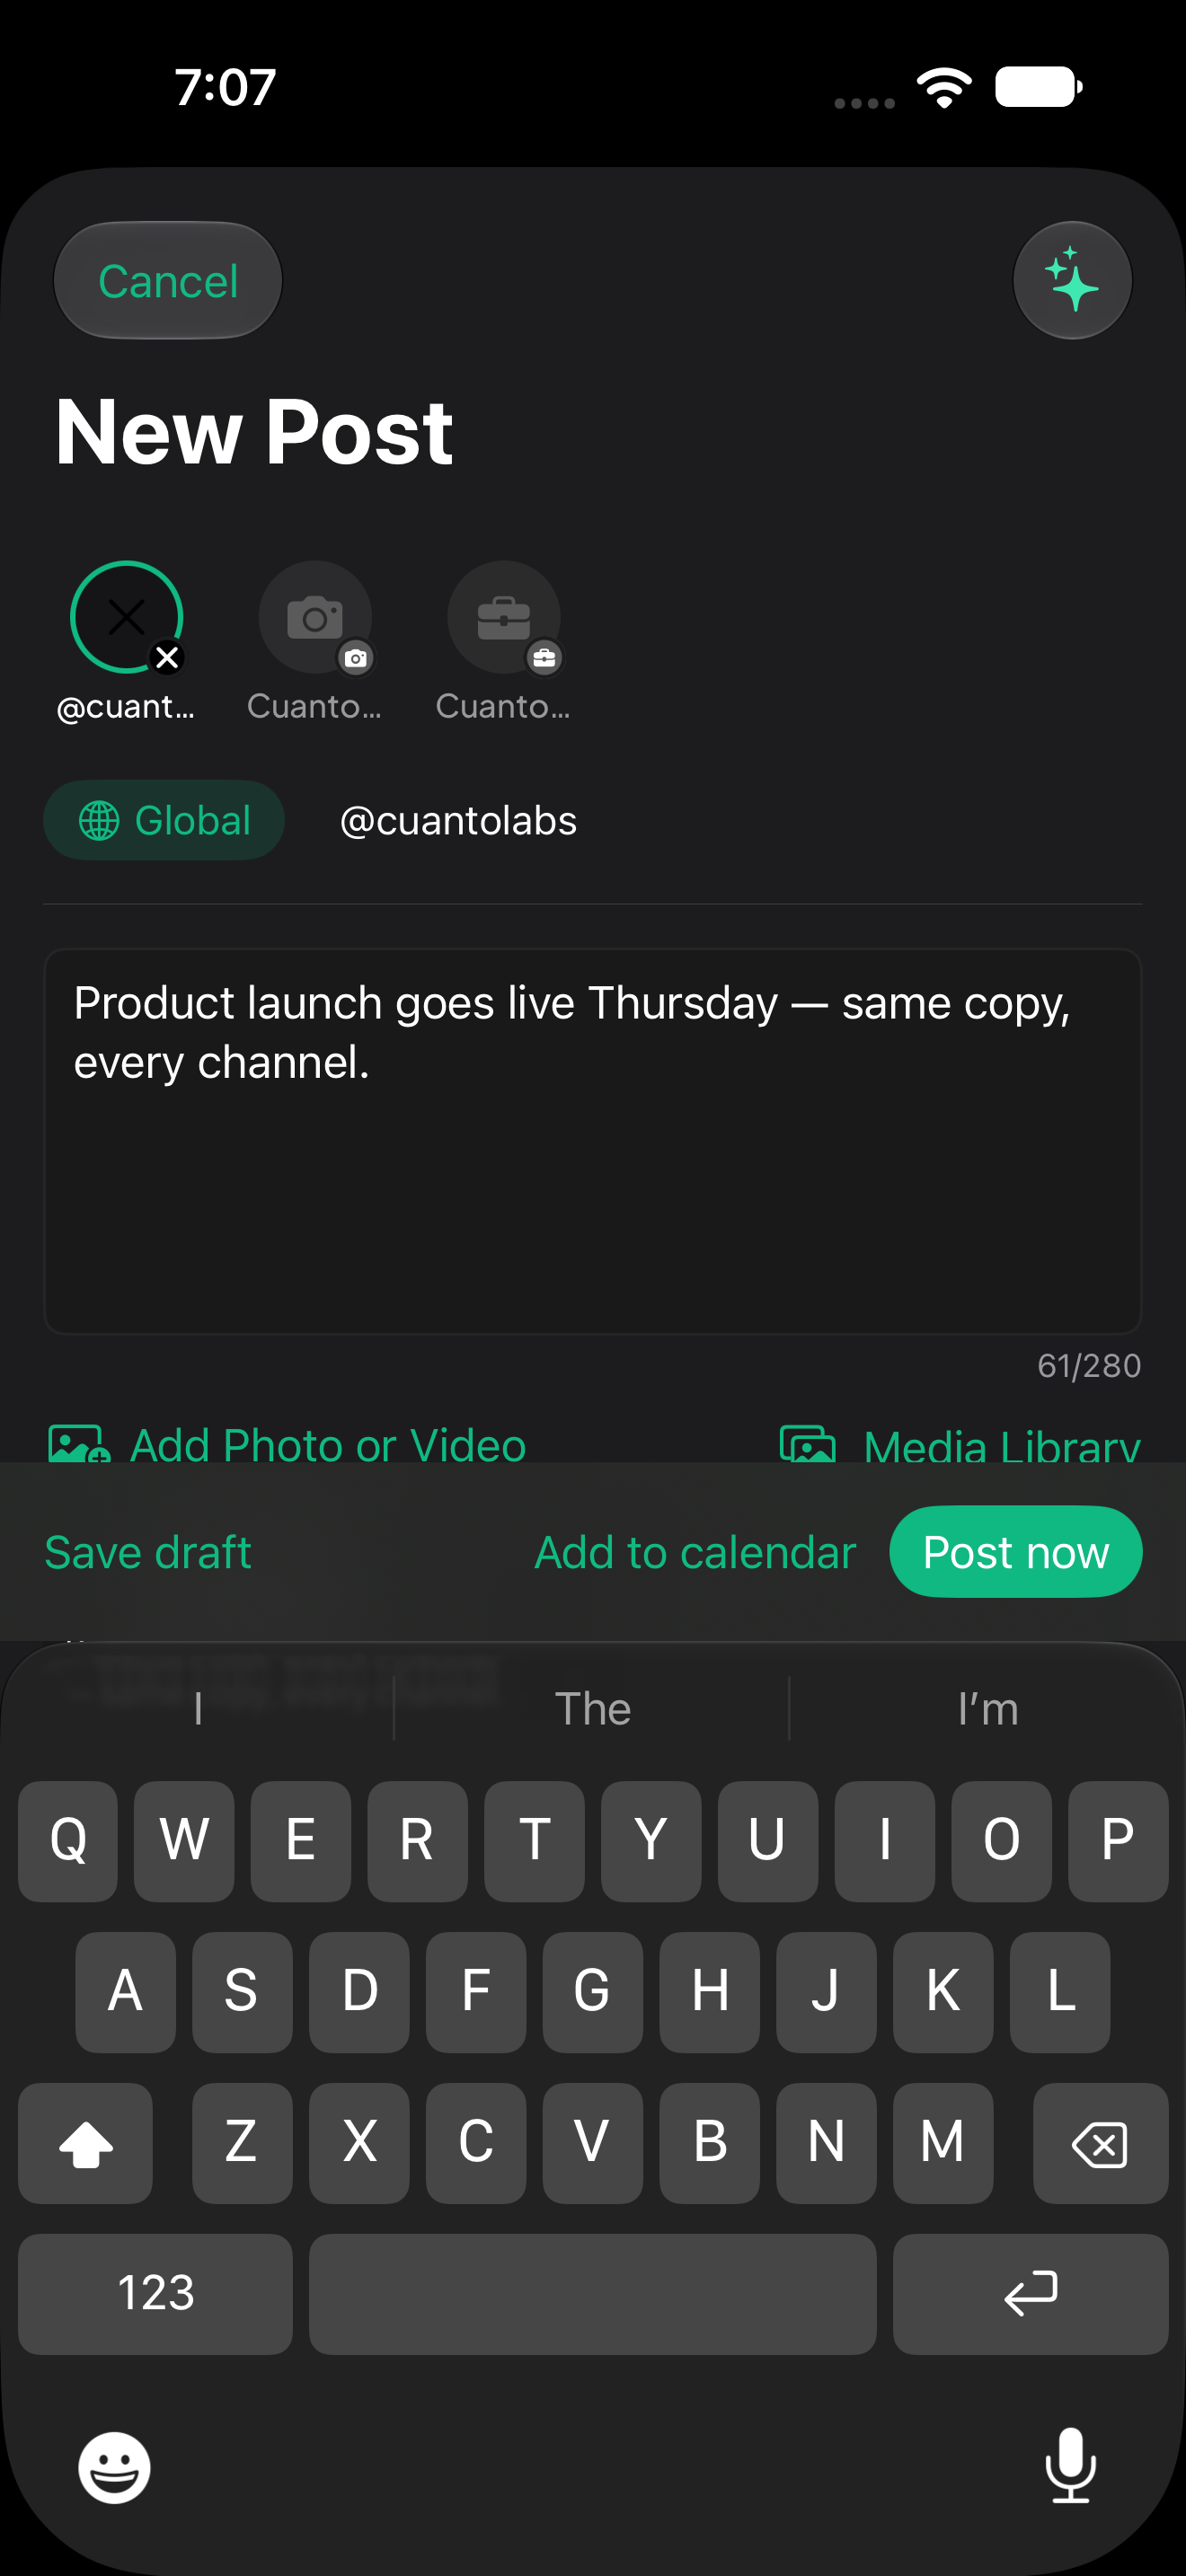 7:07
Cancel
New Post
@cuant...
Cuanto...
Cuanto...
Global
@cuantolabs
Product launch goes live Thursday — same copy,
every channel.
61/280
Add Photo or Video
Media Library
Save draft
Add to calendar
Post now
I
The
I’m
Q W E R T Y U I O P
A S D F G H J K L
Z X C V B N M
123